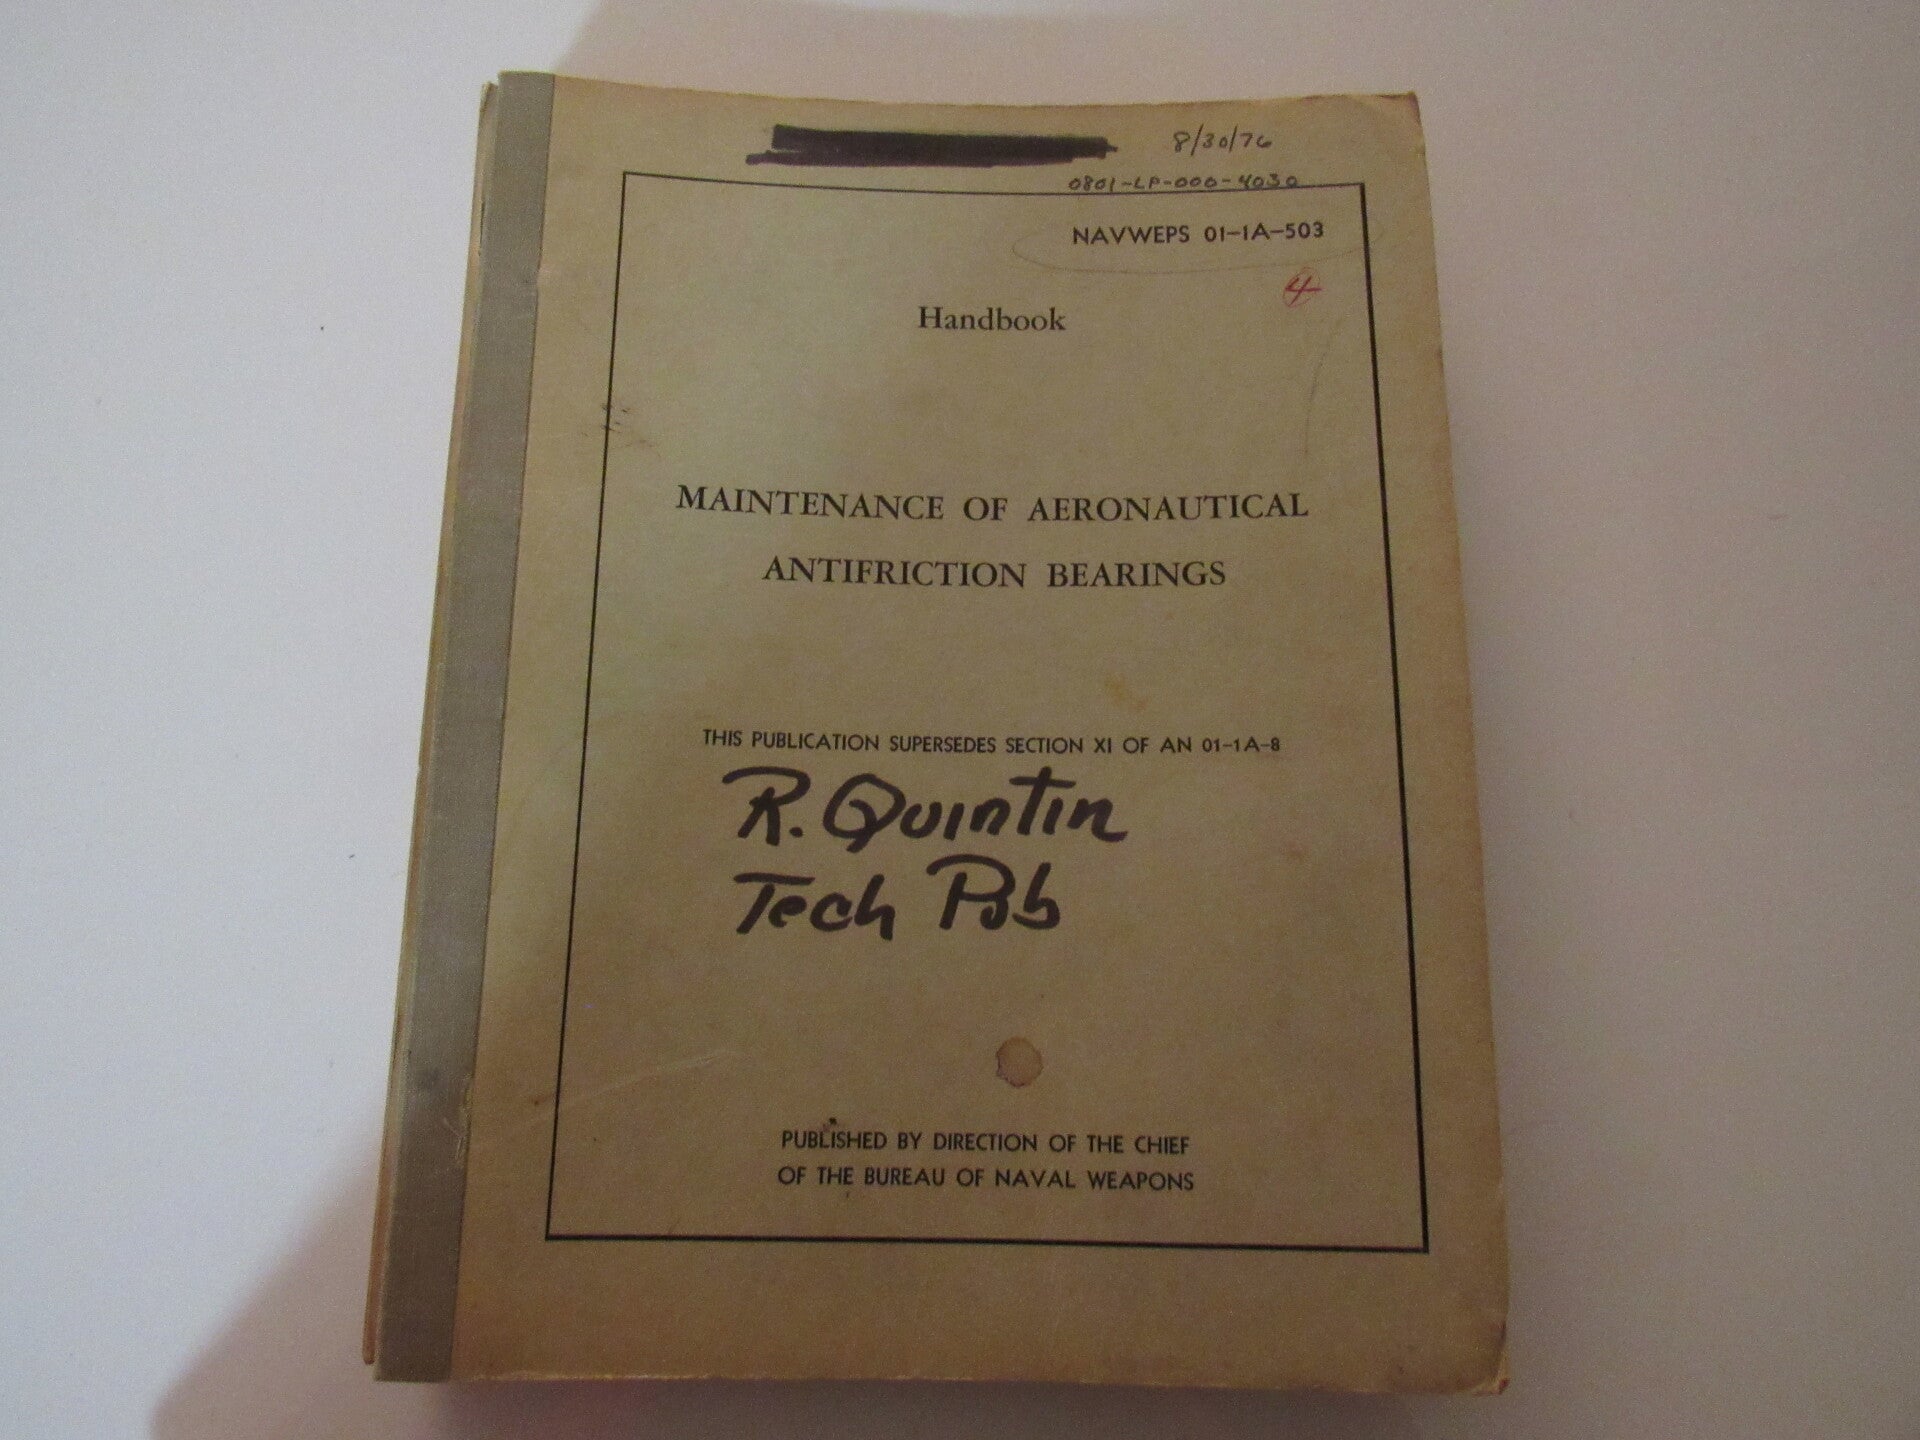 8/30/76
0801-LP-000-4030
NAVWEPS 01-1A-503
4
Handbook
MAINTENANCE OF AERONAUTICAL
ANTIFRICTION BEARINGS
THIS PUBLICATION SUPERSEDES SECTION XI OF AN 01-1A-8
R. Quintin
Tech Pub
PUBLISHED BY DIRECTION OF THE CHIEF
OF THE BUREAU OF NAVAL WEAPONS